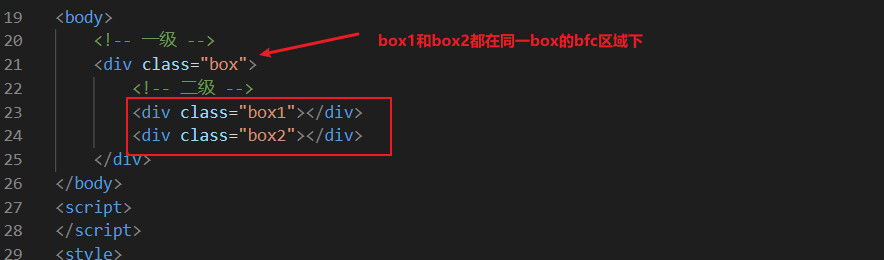 19 <body>
20 <!-- 一级 --> box1和box2都在同一box的bfc区域下
21 <div class="box">
22 <!-- 二级 -->
23 <div class="box1"></div>
24 <div class="box2"></div>
25 </div>
26 </body>
27 <script>
28 </script>
29 <style>